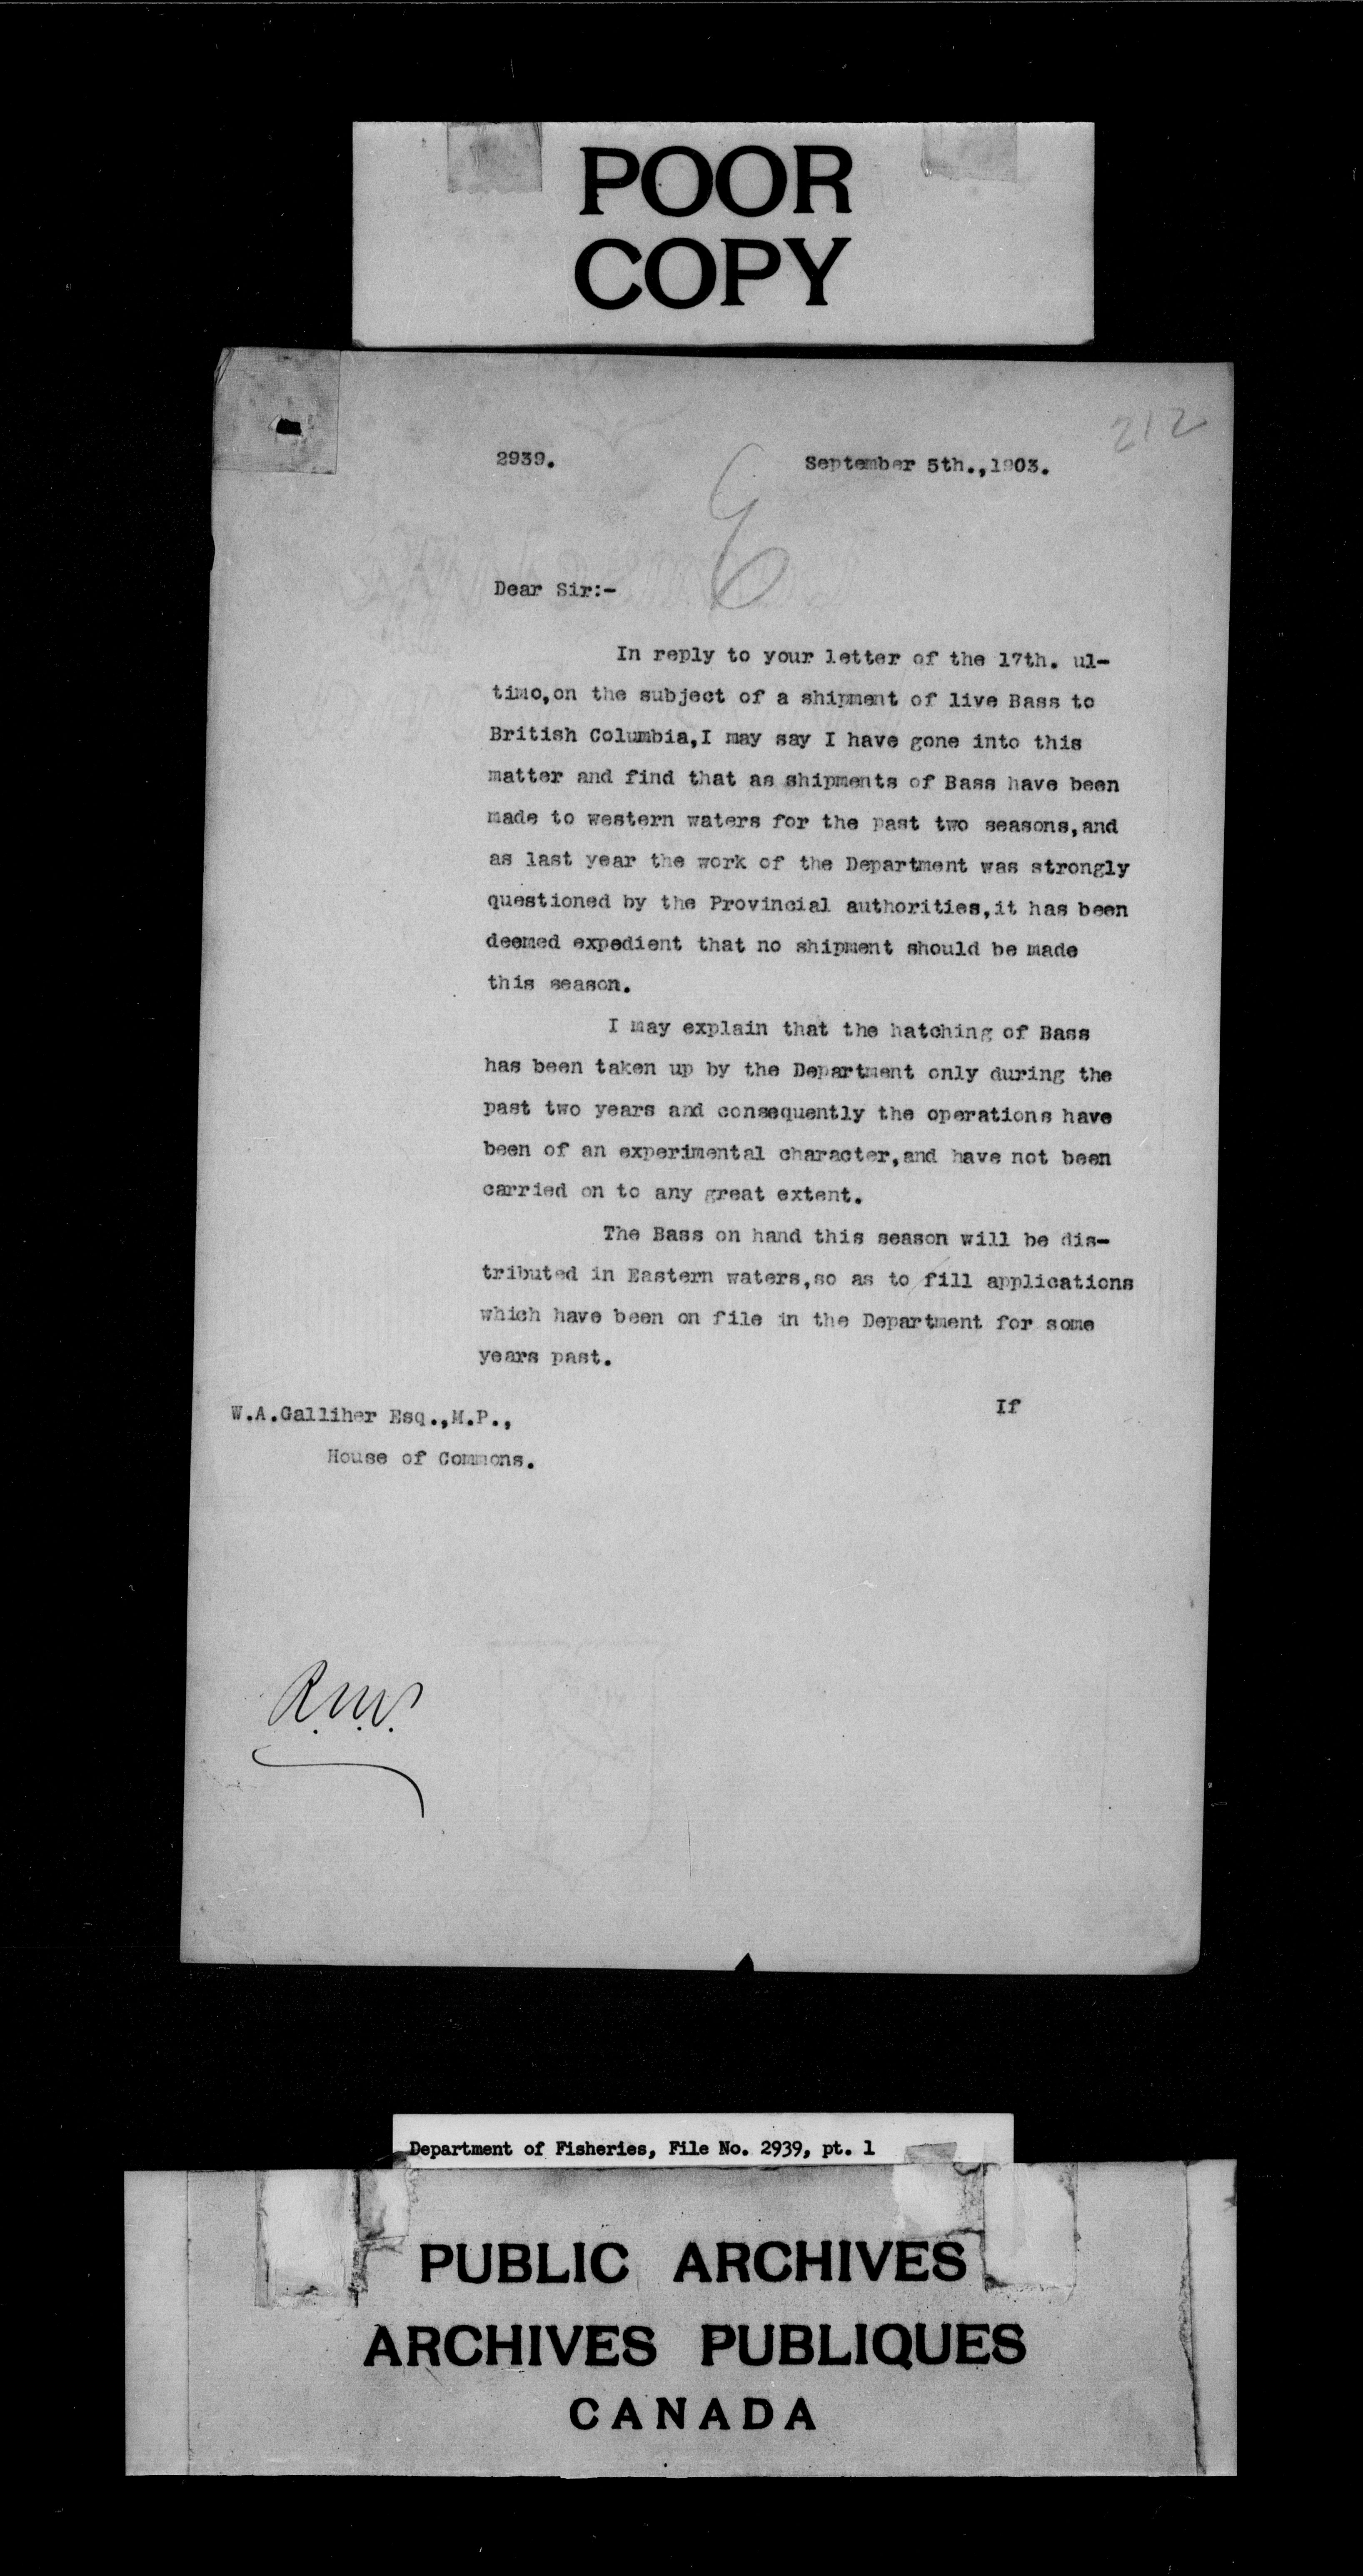 POOR
COPY
212
2939.
September 5th.,1903.
Dear Sir:-
In reply to your letter of the 17th. ul-
timo,on the subject of a shipment of live Bass to
British Columbia,I may say I have gone into this
matter and find that as shipments of Bass have been
made to western waters for the past two seasons,and
as last year the work of the Department was strongly
questioned by the Provincial authorities,it has been
deemed expedient that no shipment should be made
this season.
I may explain that the hatching of Bass
has been taken up by the Department only during the
past two years and consequently the operations have
been of an experimental character,and have not been
carried on to any great extent.
The Bass on hand this season will be dis-
tributed in Eastern waters,so as to fill applications
which have been on file in the Department for some
years past.
If
W.A.Galliher Esq.,M.P.,
House of Commons.
Department of Fisheries, File No. 2939, pt. 1
PUBLIC ARCHIVES
ARCHIVES PUBLIQUES
CANADA